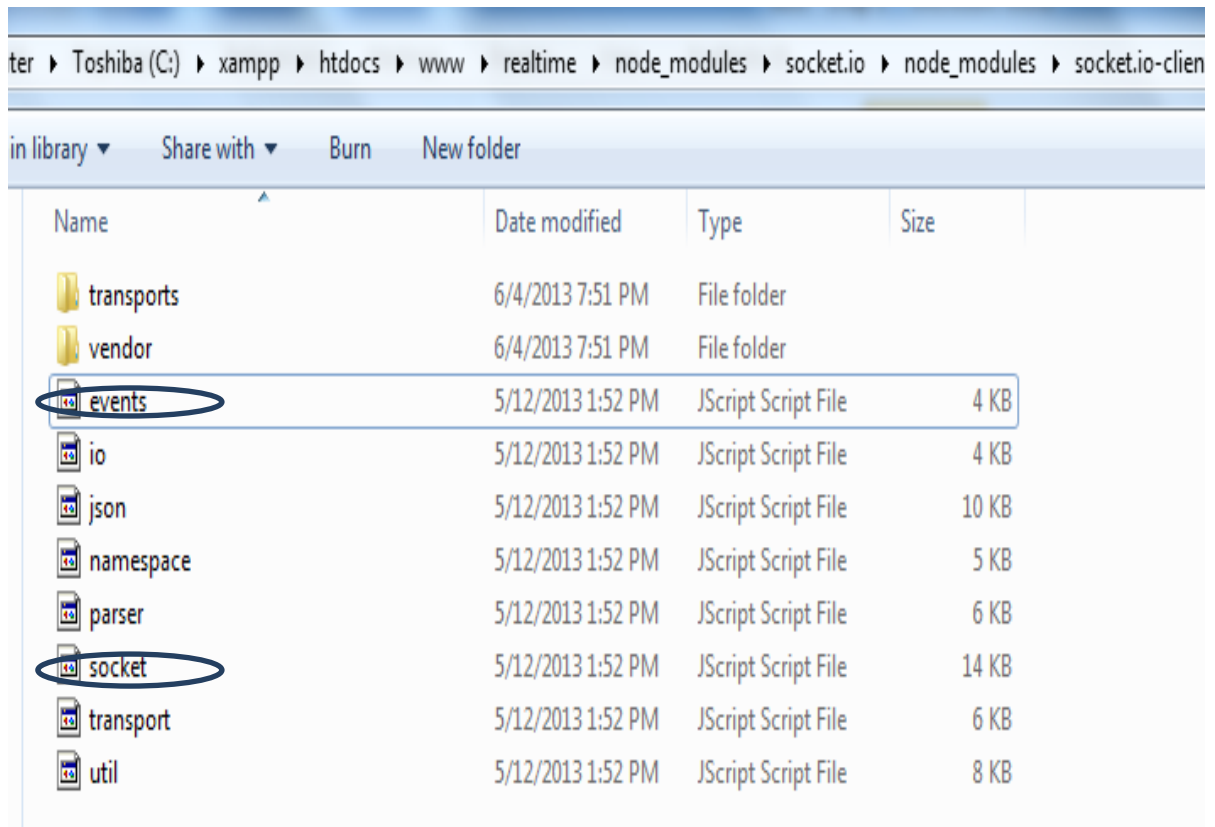 ter ▸ Toshiba (C:) ▸ xampp ▸ htdocs ▸ www ▸ realtime ▸ node_modules ▸ socket.io ▸ node_modules ▸ socket.io-clien
in library ▾ Share with ▾ Burn New folder
Name Date modified Type Size
transports 6/4/2013 7:51 PM File folder
vendor 6/4/2013 7:51 PM File folder
events 5/12/2013 1:52 PM JScript Script File 4 KB
io 5/12/2013 1:52 PM JScript Script File 4 KB
json 5/12/2013 1:52 PM JScript Script File 10 KB
namespace 5/12/2013 1:52 PM JScript Script File 5 KB
parser 5/12/2013 1:52 PM JScript Script File 6 KB
socket 5/12/2013 1:52 PM JScript Script File 14 KB
transport 5/12/2013 1:52 PM JScript Script File 6 KB
util 5/12/2013 1:52 PM JScript Script File 8 KB